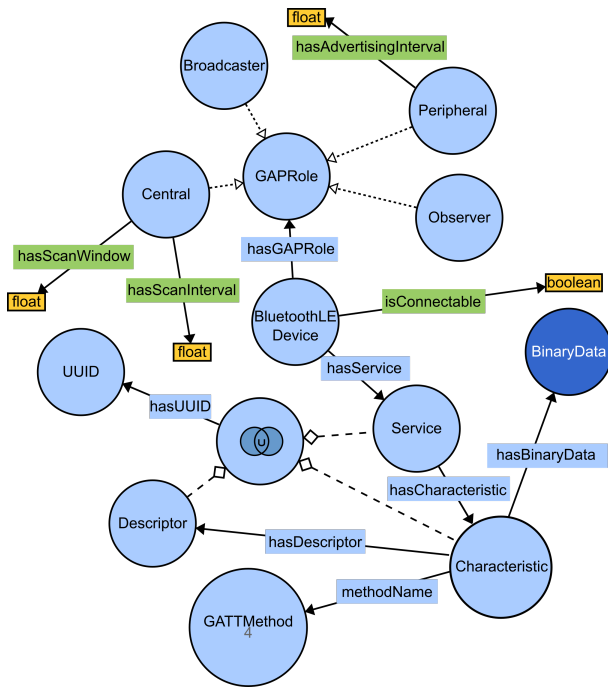 float
hasAdvertisingInterval
Broadcaster
Peripheral
GAPRole
Central
Observer
hasGAPRole
hasScanWindow
boolean
hasScanInterval
float
isConnectable
BluetoothLE
Device
float
BinaryData
hasService
UUID
hasUUID
Service
U
hasBinaryData
hasCharacteristic
Descriptor
hasDescriptor
Characteristic
methodName
GATTMethod
4